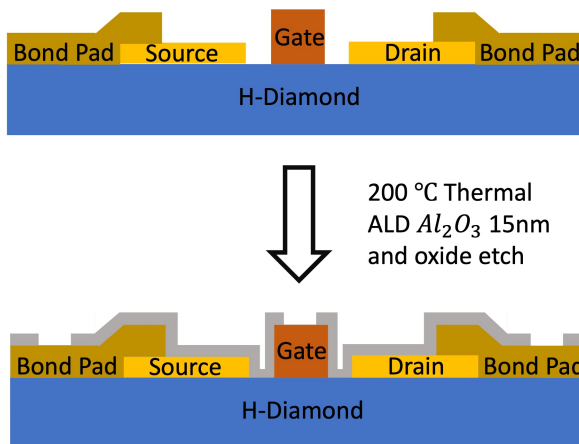 Gate
Bond Pad Source Drain Bond Pad
H-Diamond
200 ℃ Thermal
ALD Al₂O₃ 15nm
and oxide etch
Gate
Bond Pad Source Drain Bond Pad
H-Diamond